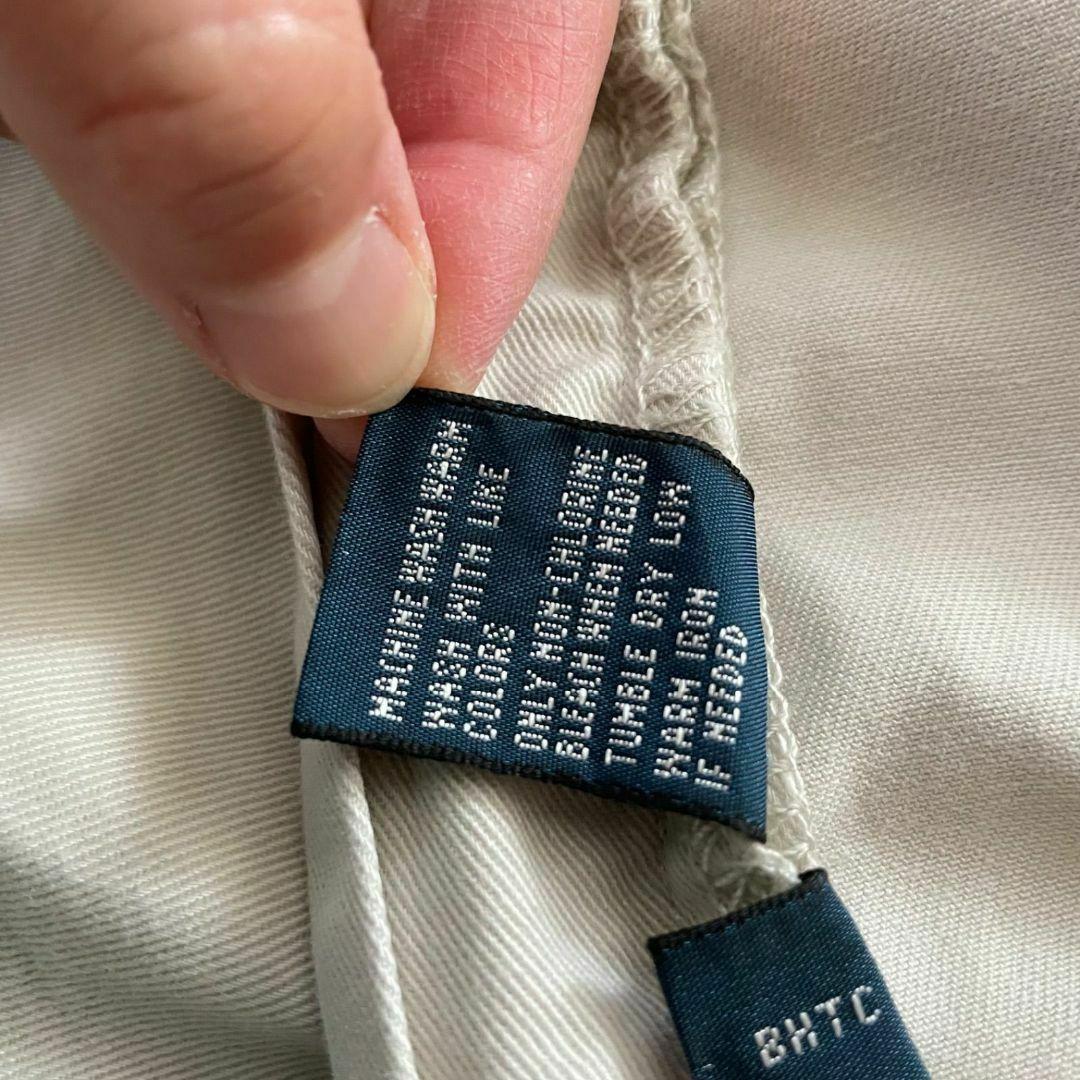 MACHINE WASH WARM
WASH WITH LIKE
COLORS
ONLY NON-CHLORINE
BLEACH WHEN NEEDED
TUMBLE DRY LOW
WARM IRON
IF NEEDED
BHTC